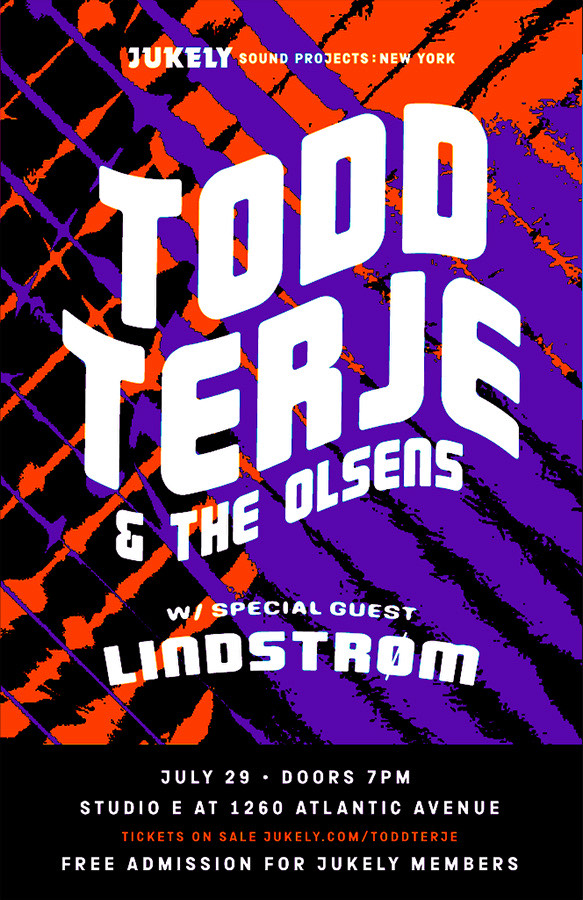 JUKELY SOUND PROJECTS: NEW YORK
TODD
TERJE
& THE OLSENS
W/ SPECIAL GUEST
LINDSTRØM
JULY 29 • DOORS 7PM
STUDIO E AT 1260 ATLANTIC AVENUE
TICKETS ON SALE JUKELY.COM/TODDTERJE
FREE ADMISSION FOR JUKELY MEMBERS